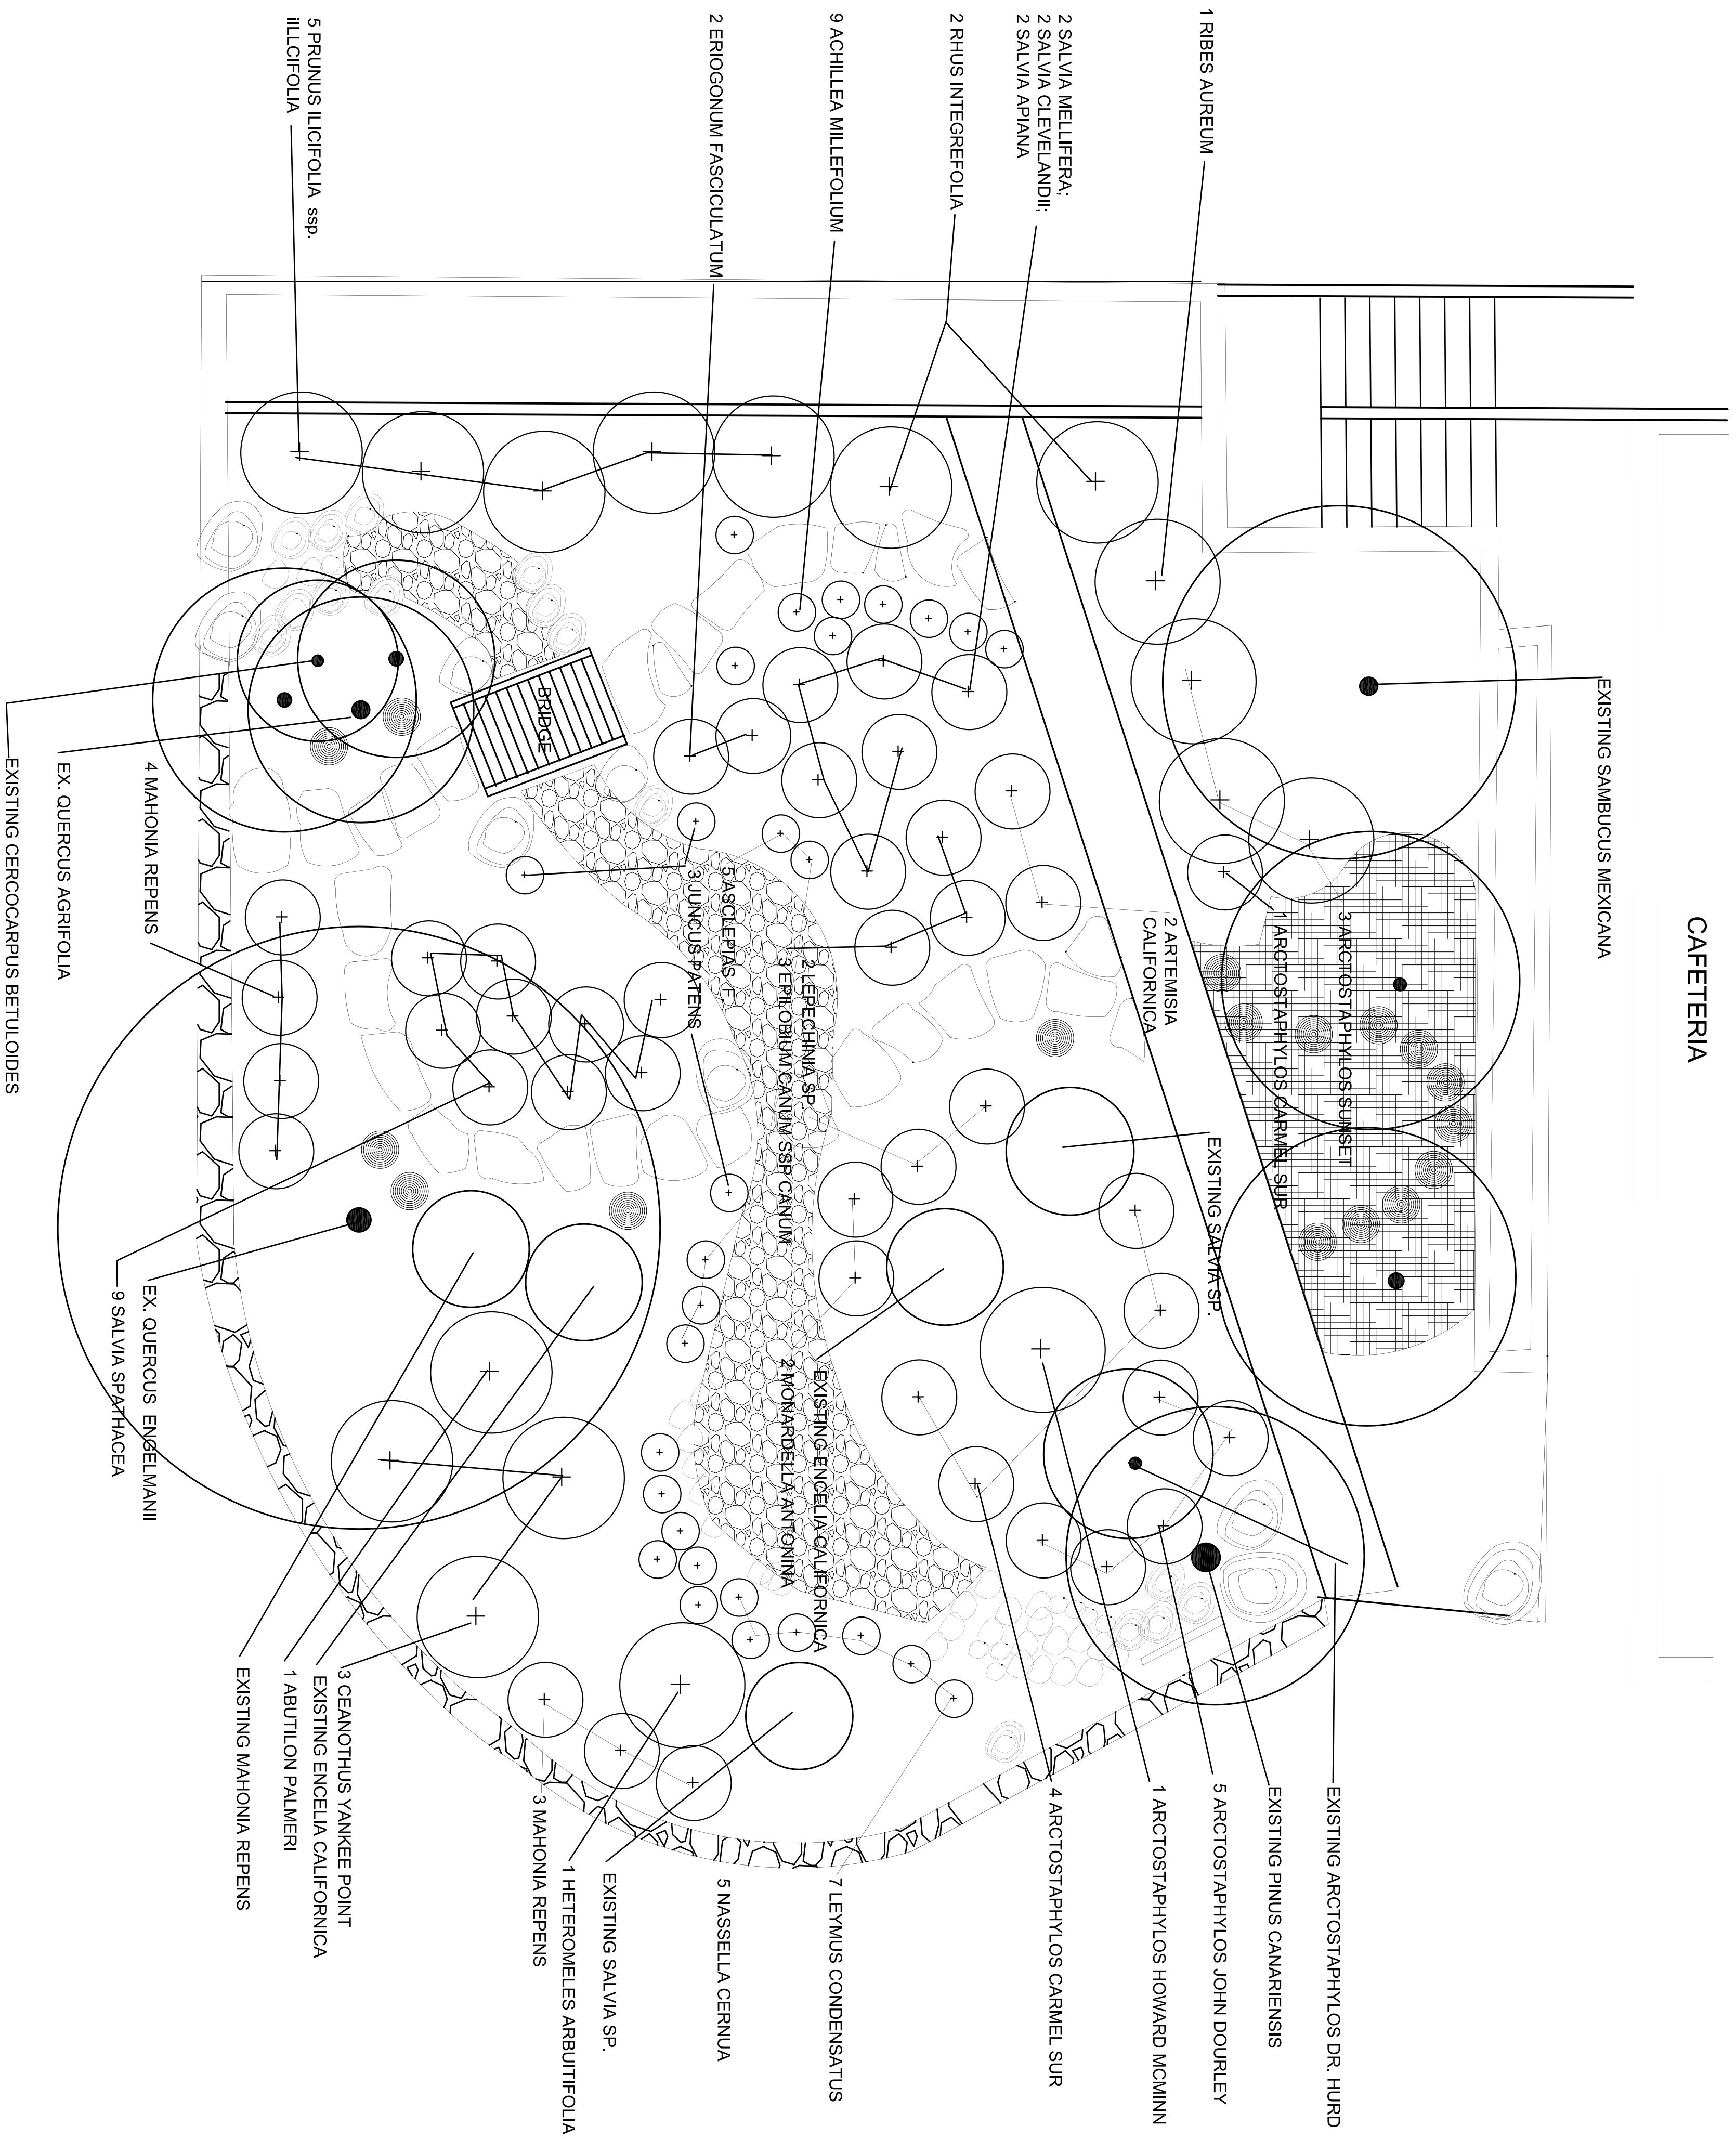 CAFETERIA
EXISTING SAMBUCUS MEXICANA
1 RIBES AUREUM
2 SALVIA MELLIFERA;
2 SALVIA CLEVELANDII;
2 SALVIA APIANA
2 RHUS INTEGREFOLIA
9 ACHILLEA MILLEFOLIUM
2 ERIOGONUM FASCICULATUM
5 PRUNUS ILICIFOLIA ssp.
iILLCIFOLIA
3 ARCTOSTAPHYLOS SUNSET
1 ARCTOSTAPHYLOS CARMEL SUR
2 ARTEMISIA
CALIFORNICA
EXISTING SALVIA SP.
2 LEPECHINIA SP.
3 EPILOBIUM CANUM SSP CANUM
5 ASCLEPIAS F.
3 JUNCUS PATENS
BRIDGE
EXISTING ENCELIA CALIFORNICA
2 MONARDELLA ANTONINA
4 MAHONIA REPENS
EX. QUERCUS AGRIFOLIA
EXISTING CERCOCARPUS BETULOIDES
EX. QUERCUS ENGELMANII
9 SALVIA SPATHACEA
EXISTING ARCTOSTAPHYLOS DR. HURD
EXISTING PINUS CANARIENSIS
5 ARCTOSTAPHYLOS JOHN DOURLEY
1 ARCTOSTAPHYLOS HOWARD MCMINN
4 ARCTOSTAPHYLOS CARMEL SUR
7 LEYMUS CONDENSATUS
5 NASSELLA CERNUA
EXISTING SALVIA SP.
1 HETEROMELES ARBUITIFOLIA
3 MAHONIA REPENS
3 CEANOTHUS YANKEE POINT
EXISTING ENCELIA CALIFORNICA
1 ABUTILON PALMERI
EXISTING MAHONIA REPENS